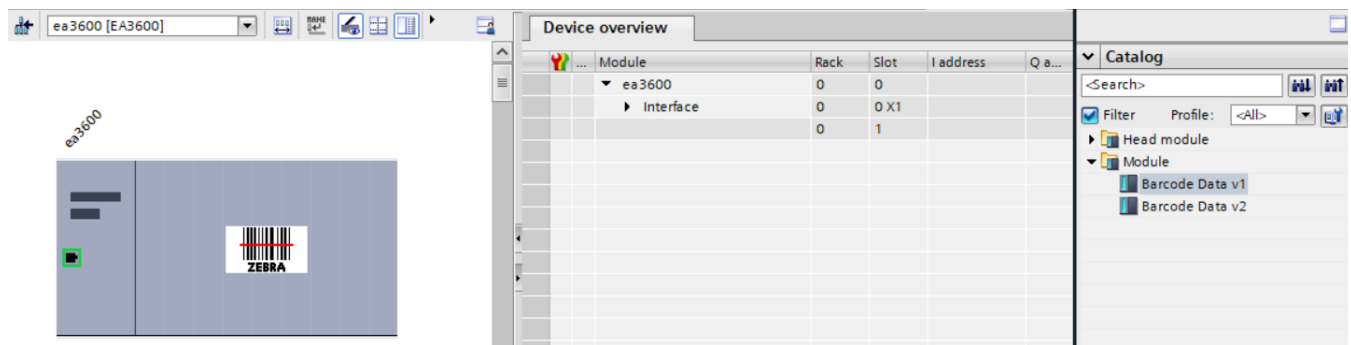 ea3600 [EA3600]
NAME
ea3600
ZEBRA
Device overview
... Module Rack Slot I address Q a...
ea3600 0 0
Interface 0 0 X1
0 1
Catalog
<Search>
Filter Profile: <All>
Head module
Module
Barcode Data v1
Barcode Data v2